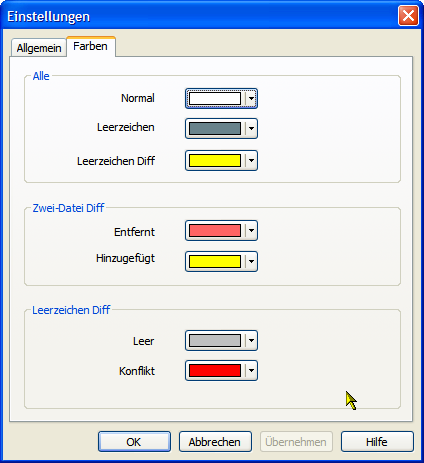 Einstellungen
Allgemein Farben
Alle
Normal
Leerzeichen
Leerzeichen Diff
Zwei-Datei Diff
Entfernt
Hinzugefügt
Leerzeichen Diff
Leer
Konflikt
OK Abbrechen Übernehmen Hilfe